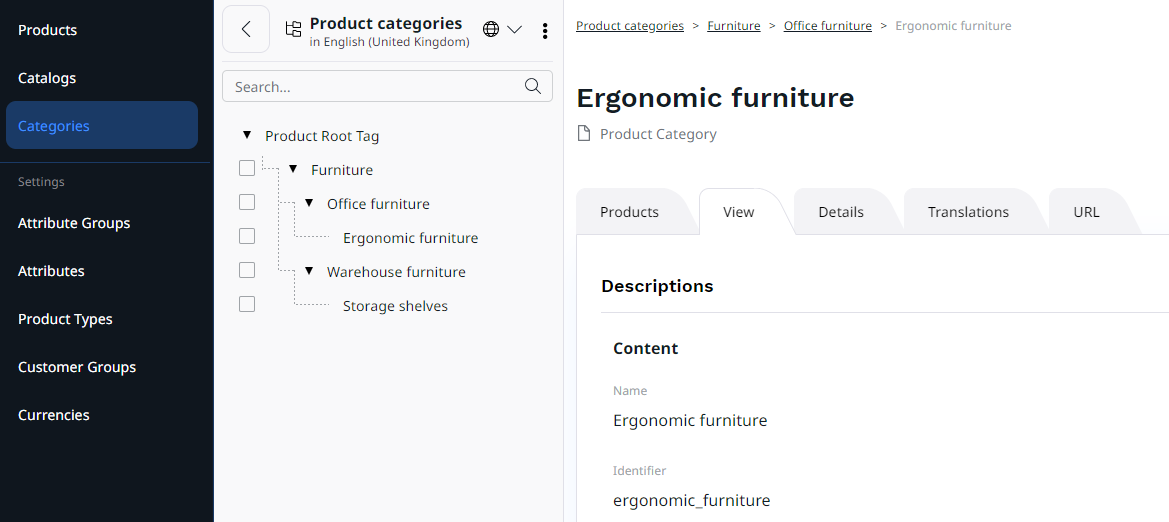 Products
Catalogs
Categories
Settings
Attribute Groups
Attributes
Product Types
Customer Groups
Currencies
Product categories
in English (United Kingdom)
Search...
Product Root Tag
Furniture
Office furniture
Ergonomic furniture
Warehouse furniture
Storage shelves
Product categories > Furniture > Office furniture > Ergonomic furniture
Ergonomic furniture
Product Category
Products View Details Translations URL
Descriptions
Content
Name
Ergonomic furniture
Identifier
ergonomic_furniture